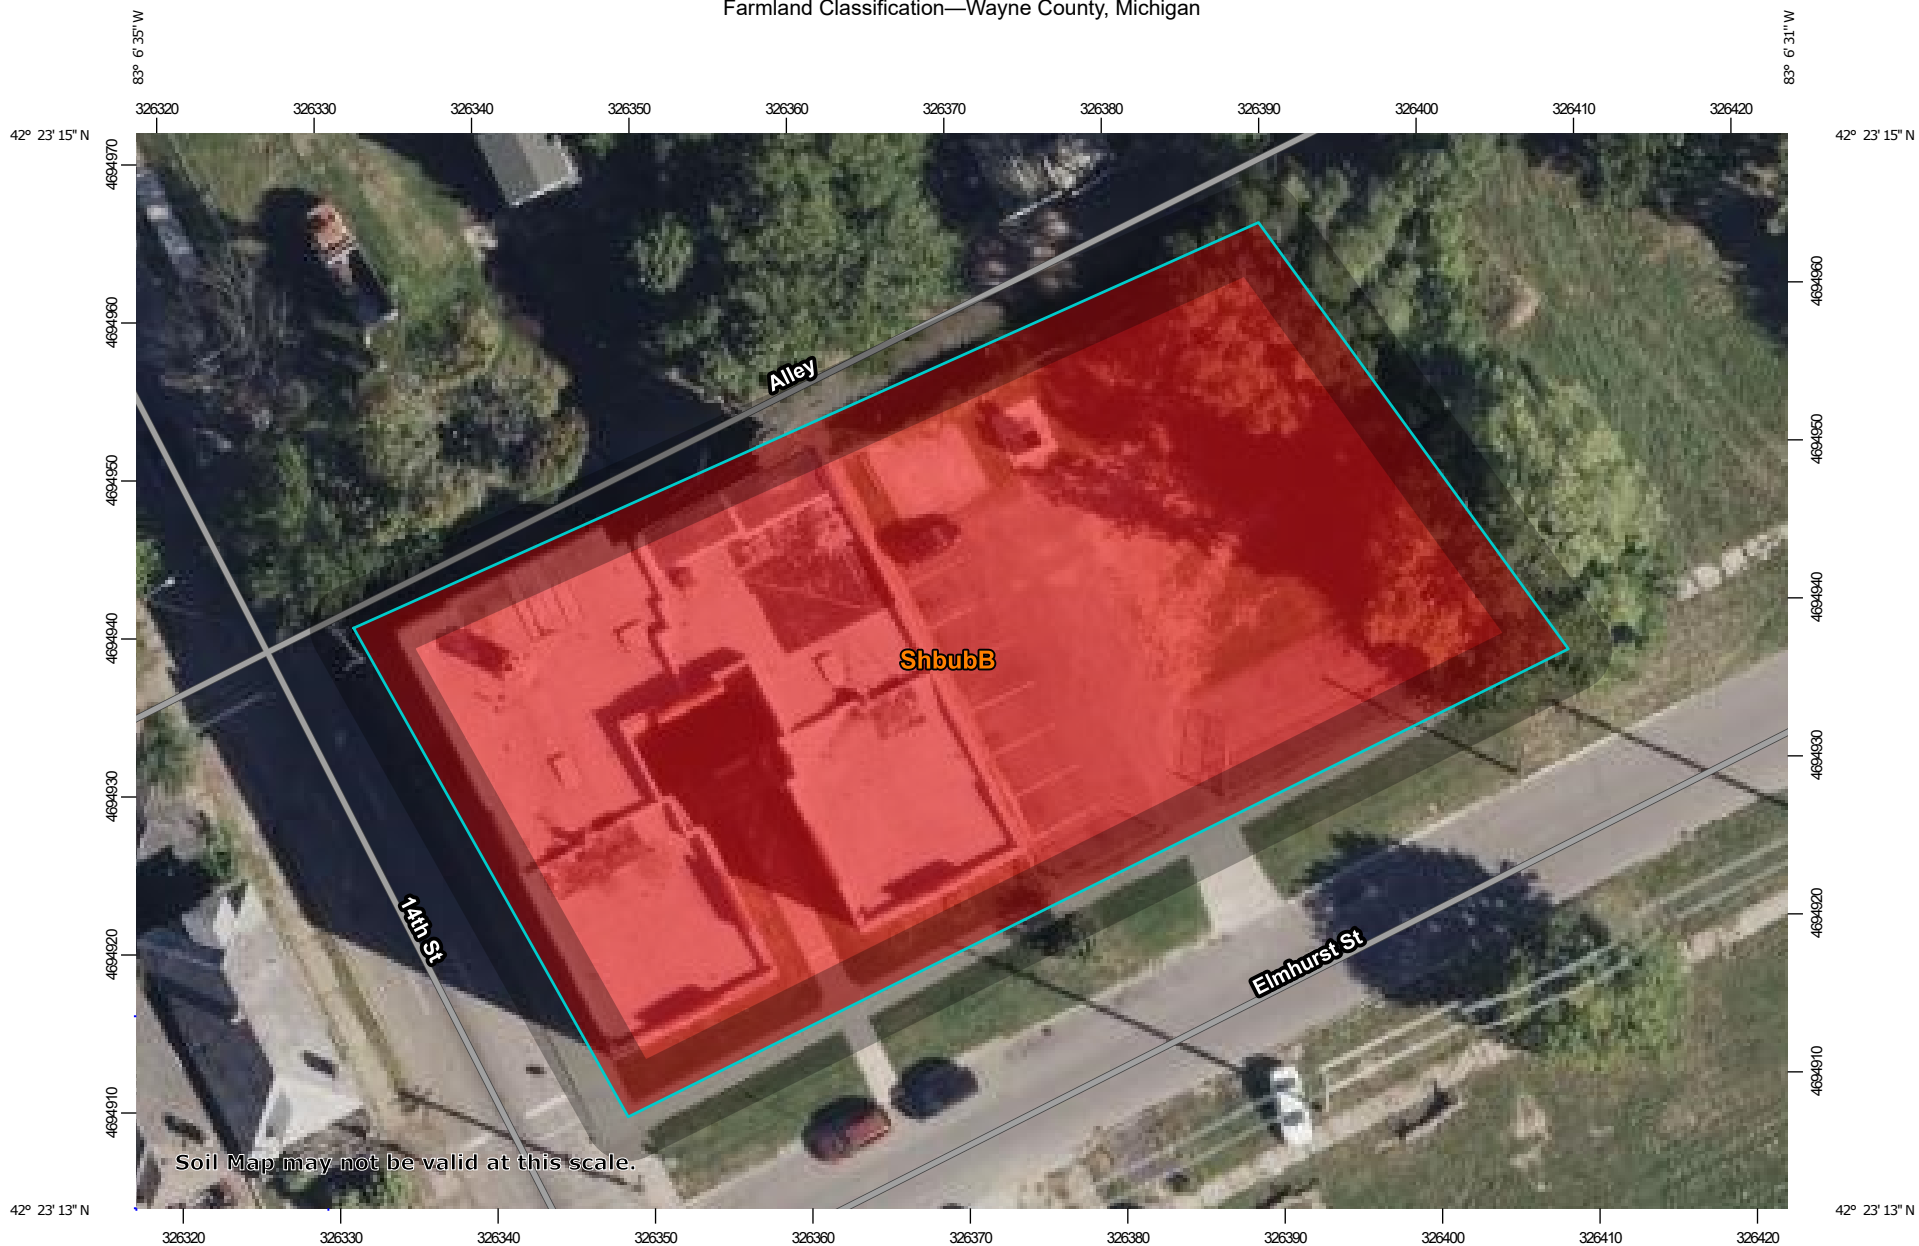 Farmland Classification—Wayne County, Michigan
83° 6' 35" W
83° 6' 31" W
326320 326330 326340 326350 326360 326370 326380 326390 326400 326410 326420
42° 23' 15" N
42° 23' 15" N
4694970
4694960
4694960
Alley
4694950
4694950
4694940
4694940
ShbubB
4694930
4694930
14th St
4694920
4694920
Elmhurst St
4694910
4694910
Soil Map may not be valid at this scale.
42° 23' 13" N
42° 23' 13" N
326320 326330 326340 326350 326360 326370 326380 326390 326400 326410 326420